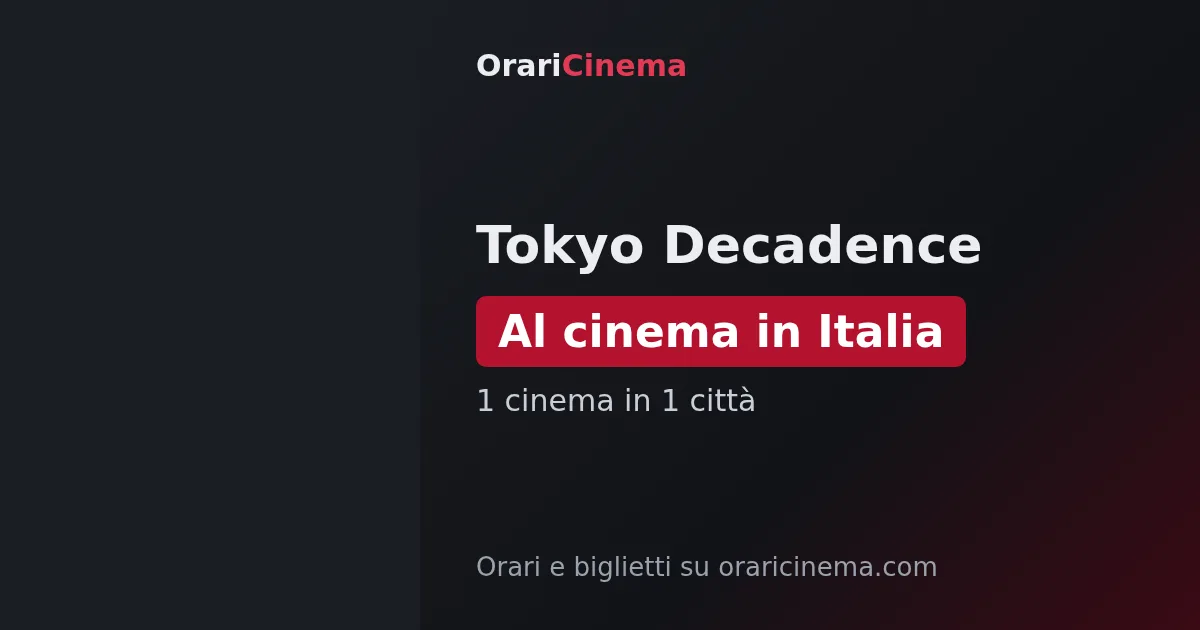 OrariCinema
Tokyo Decadence
Al cinema in Italia
1 cinema in 1 città
Orari e biglietti su oraricinema.com